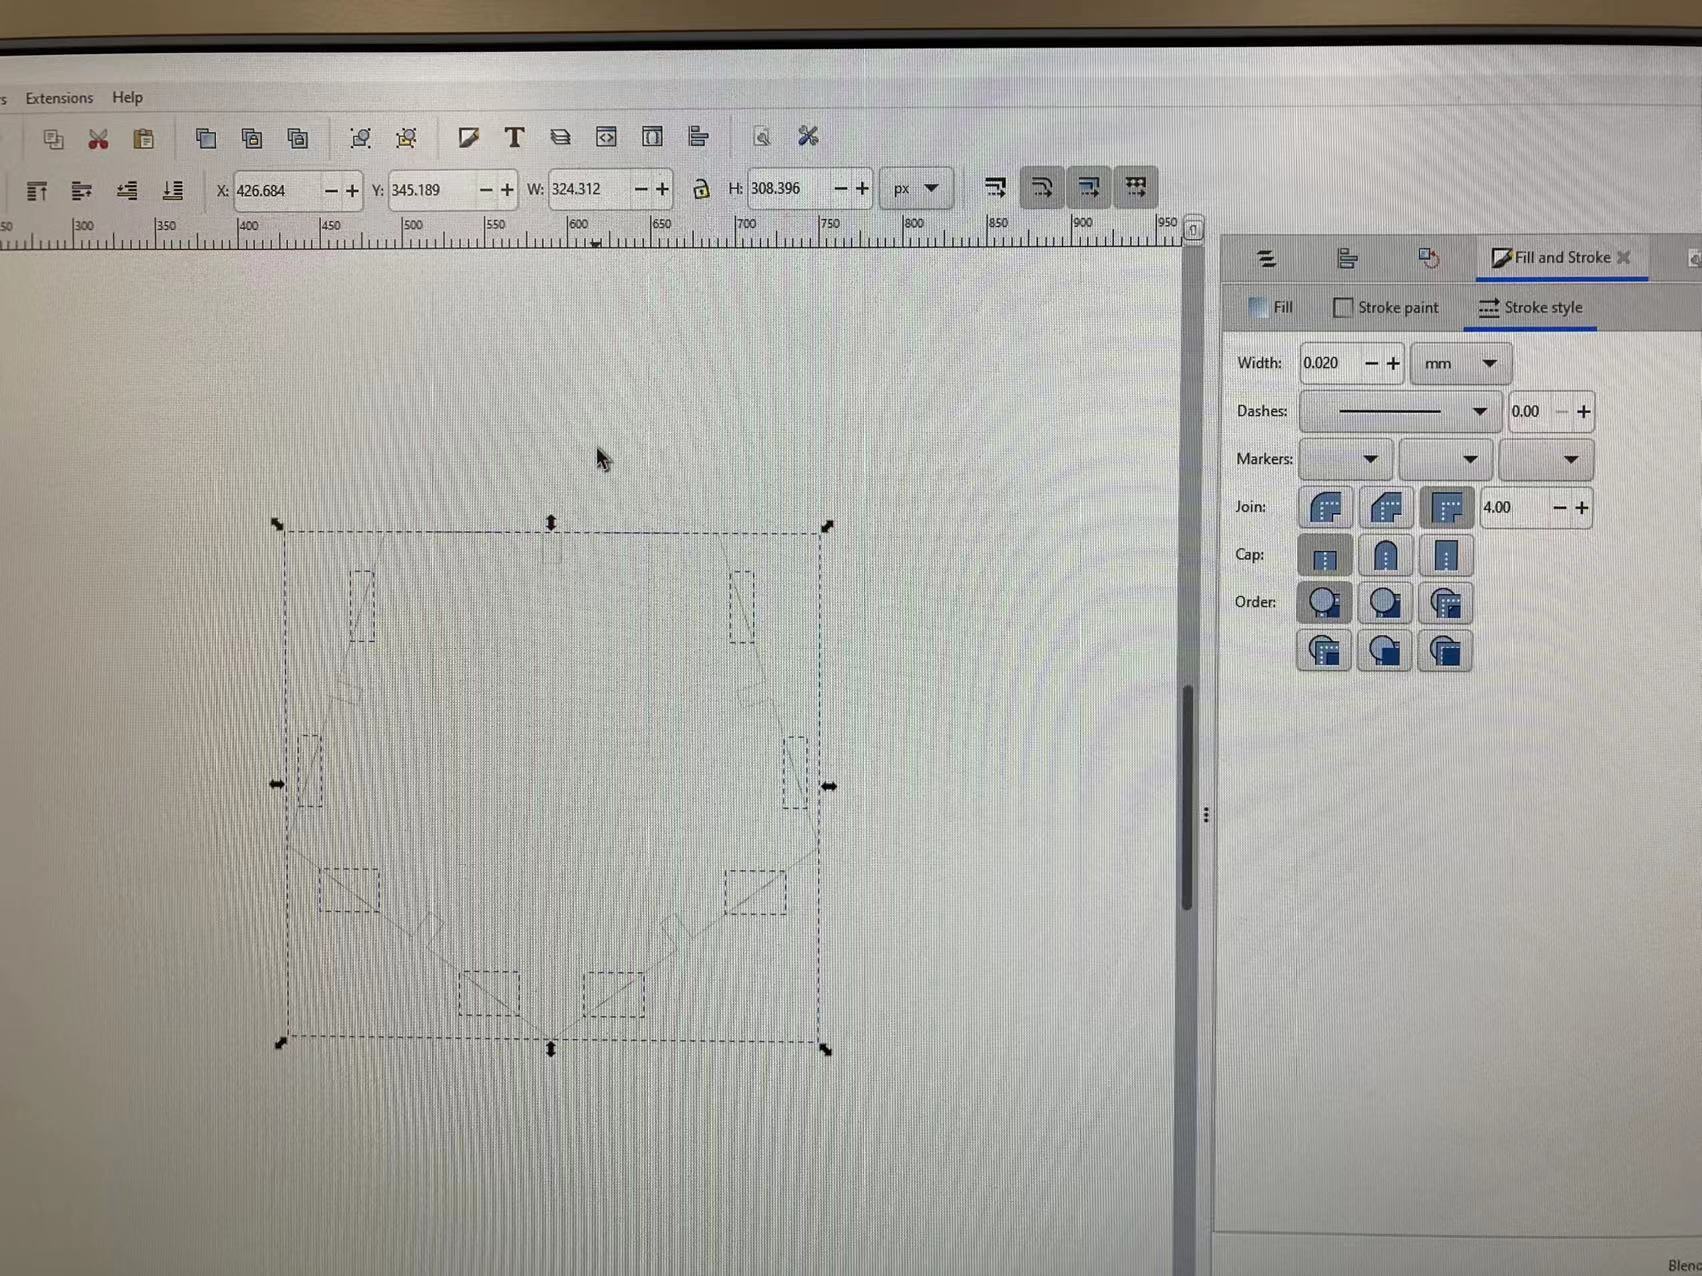 s Extensions Help
X: 426.684 Y: 345.189 W: 324.312 H: 308.396 px
50 300 350 400 450 500 550 600 650 700 750 800 850 900 950
Fill and Stroke
Fill Stroke paint Stroke style
Width: 0.020 mm
Dashes: 0.00
Markers:
Join: 4.00
Cap:
Order:
Blend